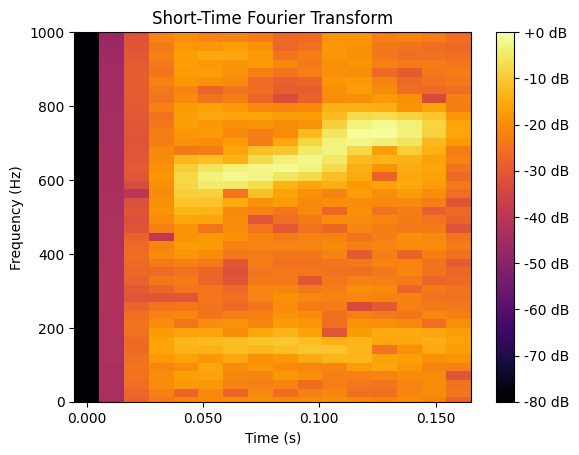 Short-Time Fourier Transform
Frequency (Hz)
1000
800
600
400
200
0
0.000
0.050
0.100
0.150
Time (s)
+0 dB
-10 dB
-20 dB
-30 dB
-40 dB
-50 dB
-60 dB
-70 dB
-80 dB